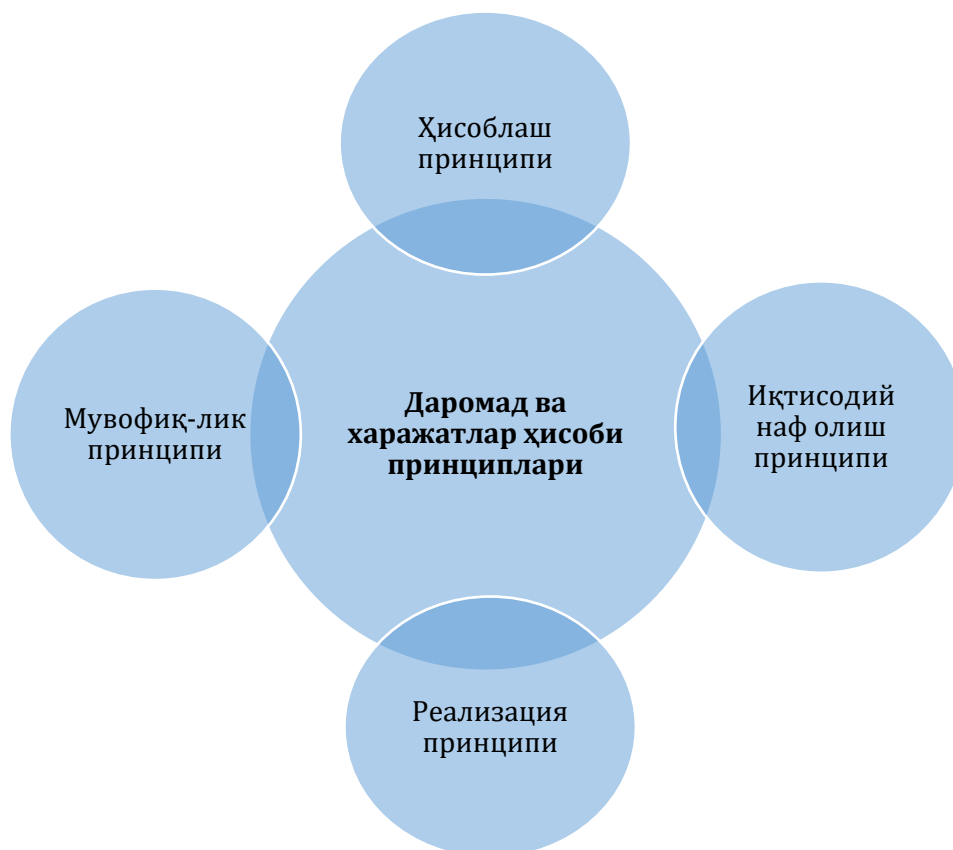 Ҳисоблаш
принципи
Мувофиқ-лик
принципи
Даромад ва
харажатлар ҳисоби
принциплари
Иқтисодий
наф олиш
принципи
Реализация
принципи